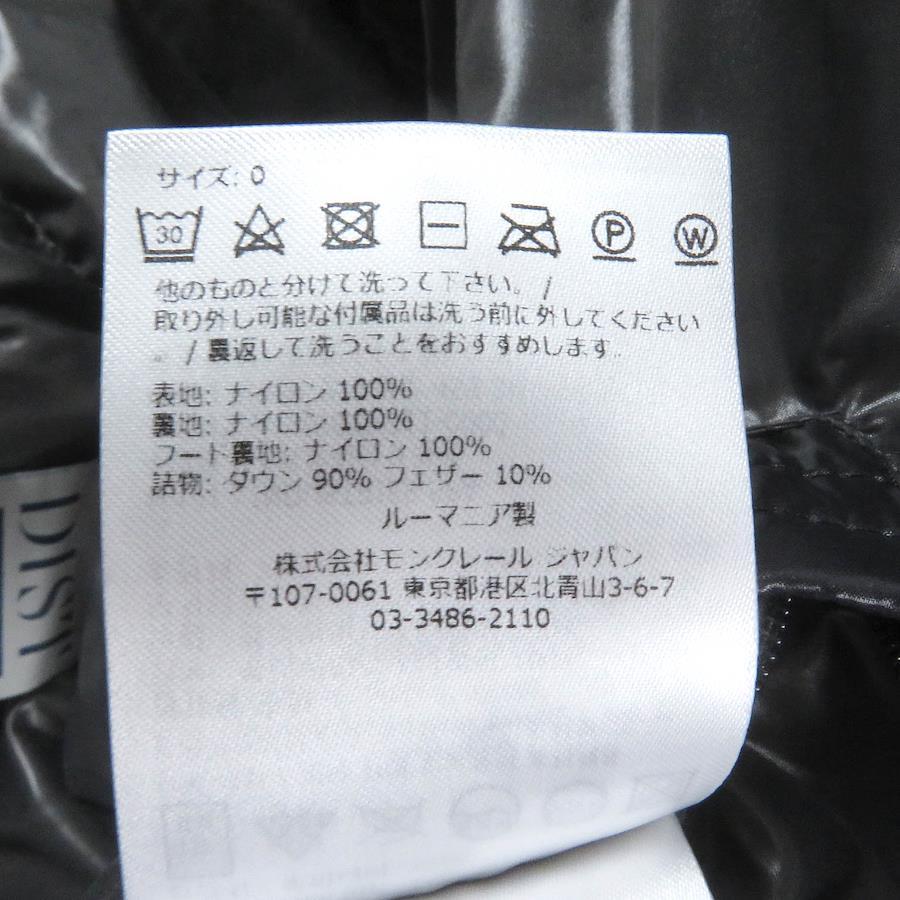 サイズ: 0
30 P W
他のものと分けて洗って下さい。/
取り外し可能な付属品は洗う前に外してください
。/ 裏返して洗うことをおすすめします.
表地: ナイロン 100%
裏地: ナイロン 100%
フード裏地: ナイロン 100%
詰物: ダウン 90% フェザー 10%
ルーマニア製
株式会社モンクレール ジャパン
〒107-0061 東京都港区北青山3-6-7
03-3486-2110
DIST